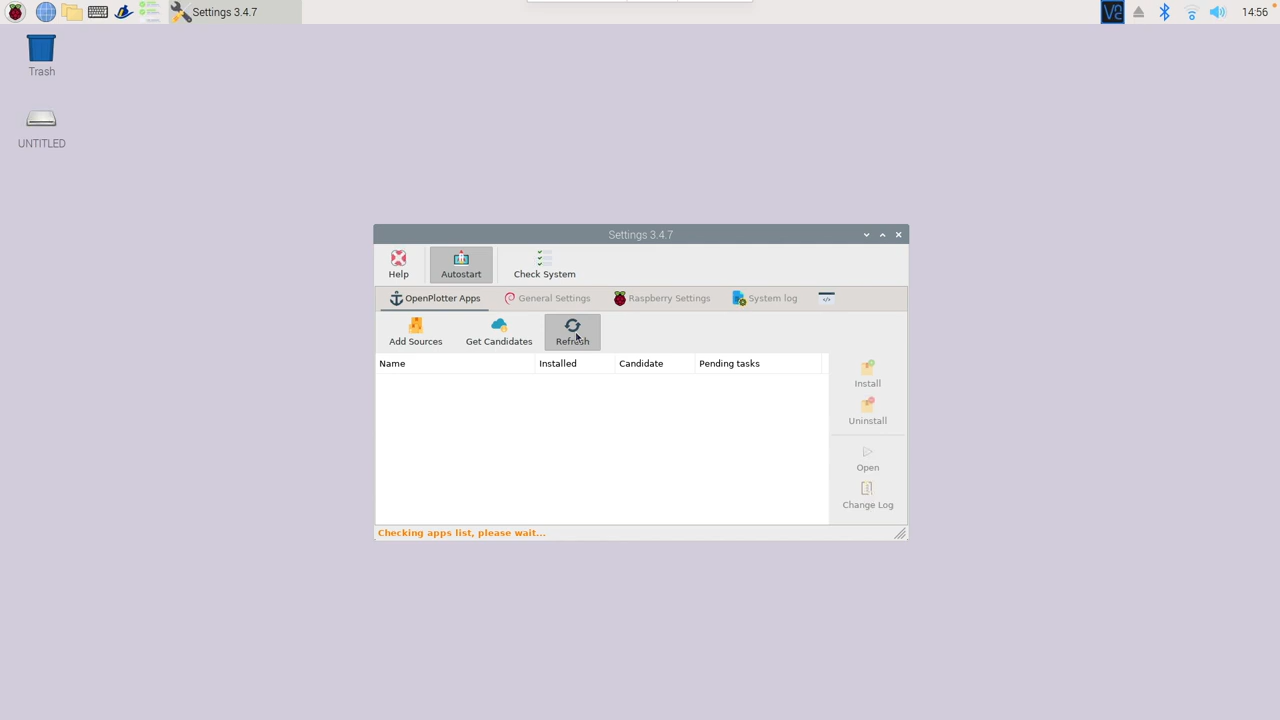 Settings 3.4.7
14:56
Trash
UNTITLED
Settings 3.4.7
Help
Autostart
Check System
OpenPlotter Apps
General Settings
Raspberry Settings
System log
Add Sources
Get Candidates
Refresh
Name
Installed
Candidate
Pending tasks
Install
Uninstall
Open
Change Log
Checking apps list, please wait...